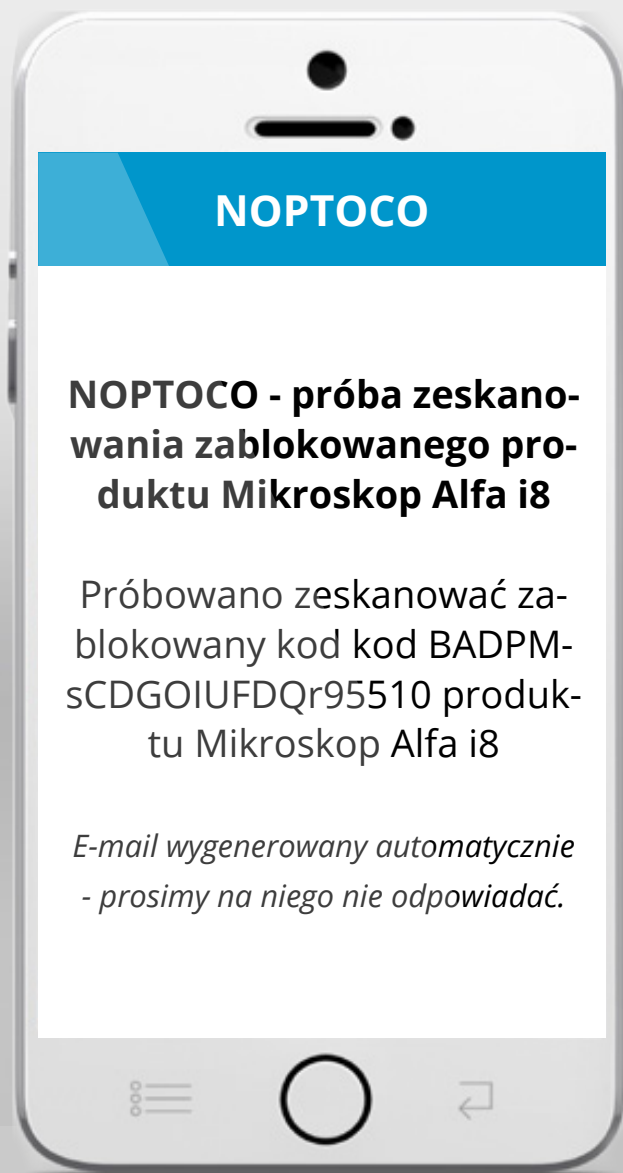 NOPTOCO
NOPTOCO - próba zeskano-
wania zablokowanego pro-
duktu Mikroskop Alfa i8
Próbowano zeskanować za-
blokowany kod kod BADPM-
sCDGOIUFDQr95510 produk-
tu Mikroskop Alfa i8
E-mail wygenerowany automatycznie
- prosimy na niego nie odpowiadać.